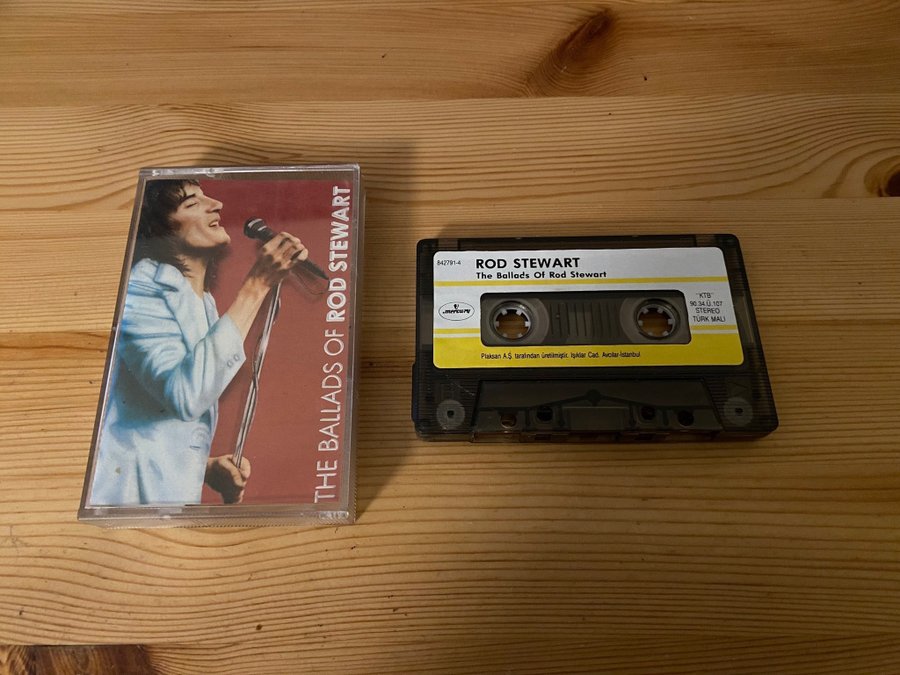 THE BALLADS OF ROD STEWART
842791-4
ROD STEWART
The Ballads Of Rod Stewart
mercury
"KTB"
90.34.Ü.107
STEREO
TÜRK MALI
Plaksan A.Ş. tarafından üretilmiştir. Işıklar Cad. Avcılar-İstanbul